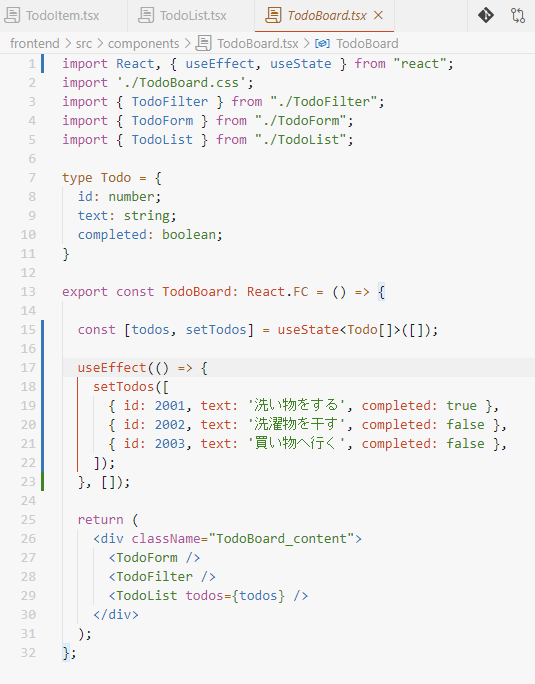 TodoItem.tsx TodoList.tsx TodoBoard.tsx
frontend > src > components > TodoBoard.tsx > TodoBoard
1 import React, { useEffect, useState } from "react";
2 import './TodoBoard.css';
3 import { TodoFilter } from "./TodoFilter";
4 import { TodoForm } from "./TodoForm";
5 import { TodoList } from "./TodoList";
6
7 type Todo = {
8 id: number;
9 text: string;
10 completed: boolean;
11 }
12
13 export const TodoBoard: React.FC = () => {
14
15 const [todos, setTodos] = useState<Todo[]>([]);
16
17 useEffect(() => {
18 setTodos([
19 { id: 2001, text: '洗い物をする', completed: true },
20 { id: 2002, text: '洗濯物を干す', completed: false },
21 { id: 2003, text: '買い物へ行く', completed: false },
22 ]);
23 }, []);
24
25 return (
26 <div className="TodoBoard_content">
27 <TodoForm />
28 <TodoFilter />
29 <TodoList todos={todos} />
30 </div>
31 );
32 };